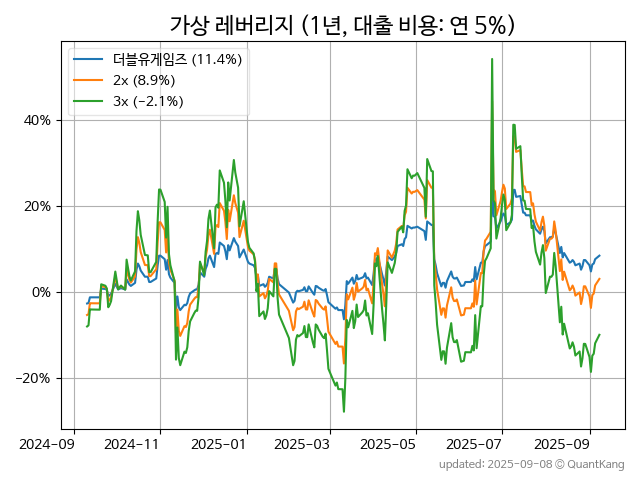 가상 레버리지 (1년, 대출 비용: 연 5%)
더블유게임즈 (11.4%)
2x (8.9%)
3x (−2.1%)
40%
20%
0%
−20%
2024-09 2024-11 2025-01 2025-03 2025-05 2025-07 2025-09
updated: 2025-09-08 © QuantKang